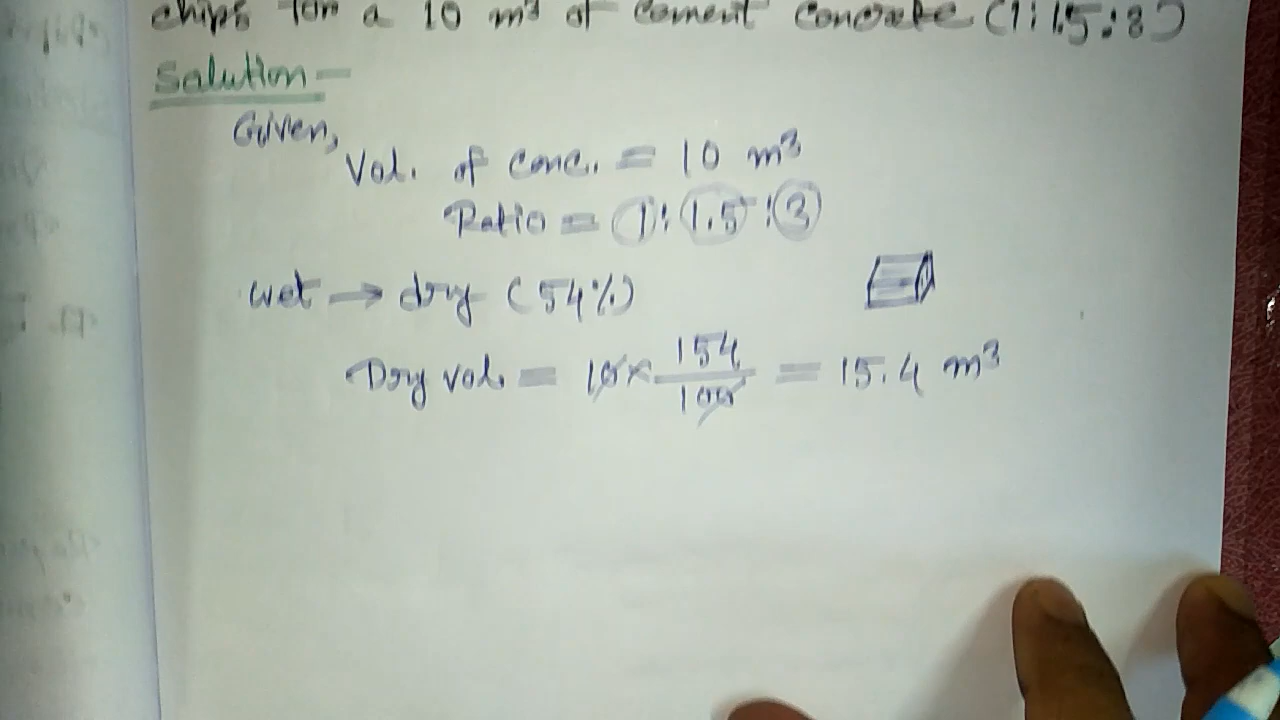 chips for a 10 m³ of cement concrete (1:1.5:3)
Solution —
Given,
Vol. of conc. = 10 m³
Ratio = 1 : 1.5 : 3
wet → dry (54%)
Dry vol. = 10 × 154/100 = 15.4 m³